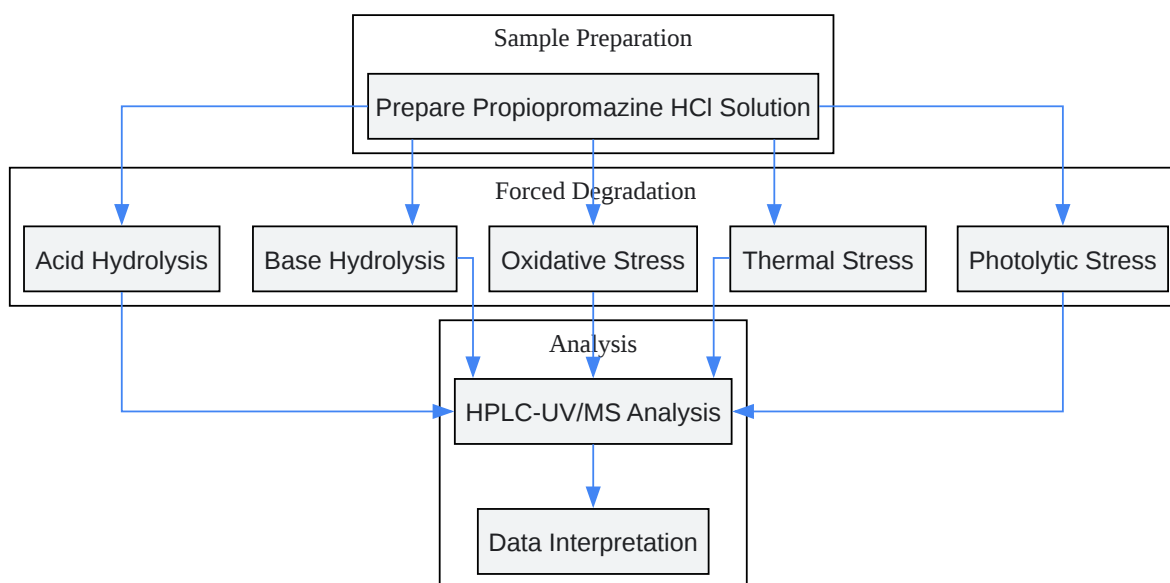 Sample Preparation
Prepare Propiopromazine HCl Solution
Forced Degradation
Acid Hydrolysis
Base Hydrolysis
Oxidative Stress
Thermal Stress
Photolytic Stress
Analysis
HPLC-UV/MS Analysis
Data Interpretation